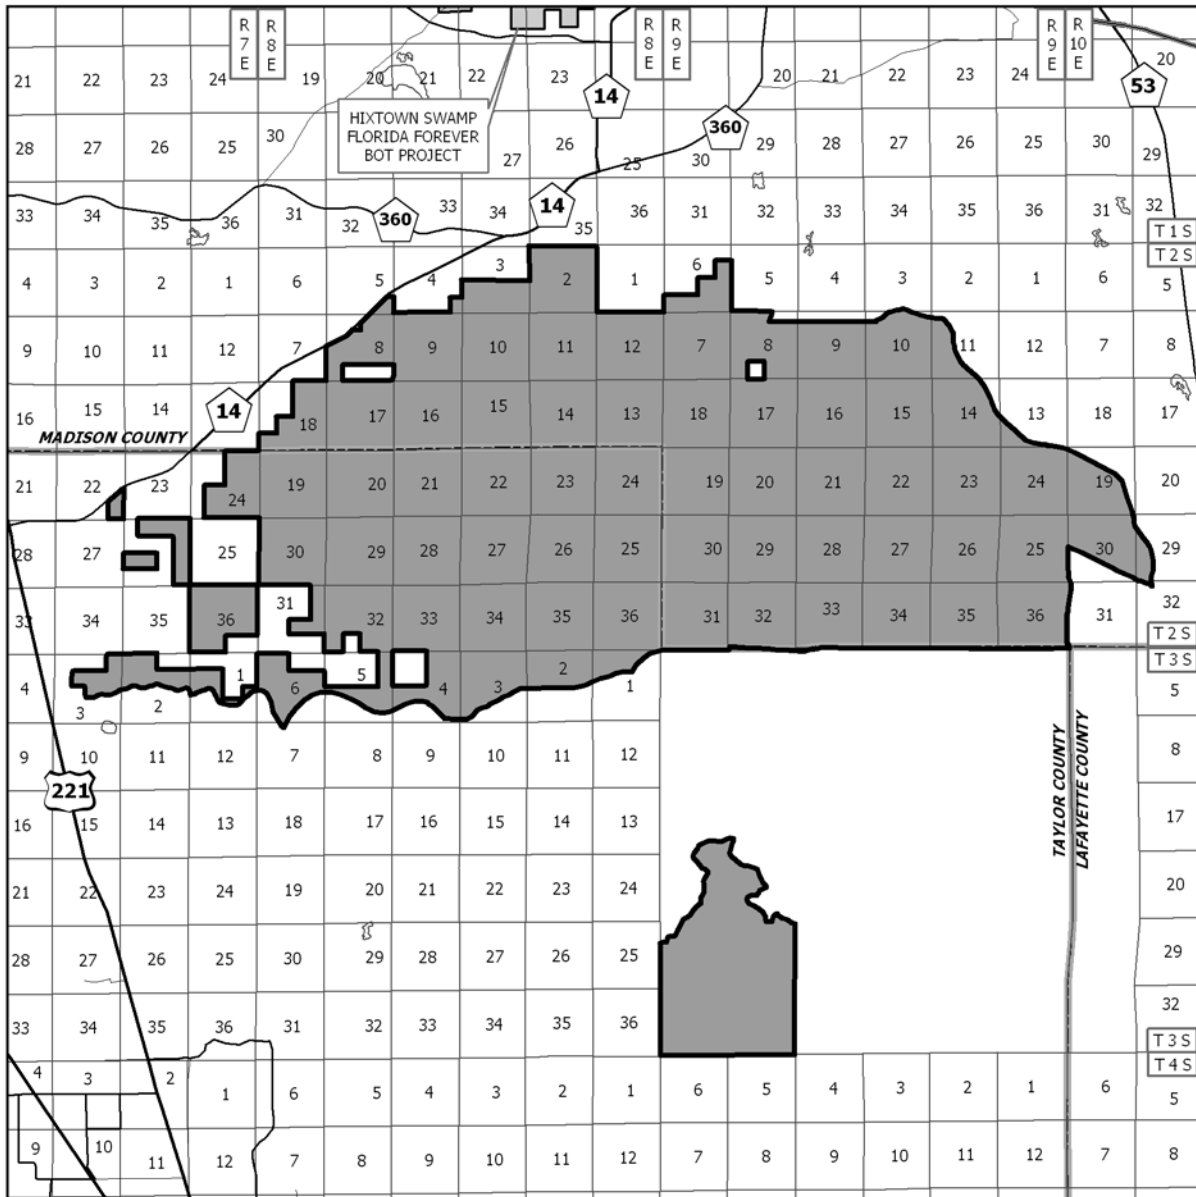 R R
7 8
E E
R R
8 9
E E
R R
9 10
E E
21 22 23 24 19 20 21 22 23 14 20 21 22 23 24 53 20
HIXTOWN SWAMP
FLORIDA FOREVER
BOT PROJECT
28 27 26 25 30 27 26 25 30 360 29 28 27 26 25 30 29
33 34 35 36 31 32 360 33 34 14 35 36 31 32 33 34 35 36 31 32
T 1 S
T 2 S
4 3 2 1 6 5 4 3 2 1 6 5 4 3 2 1 6 5
9 10 11 12 7 8 9 10 11 12 7 8 9 10 11 12 7 8
16 15 14 14 18 17 16 15 14 13 18 17 16 15 14 13 18 17
MADISON COUNTY
21 22 23 24 19 20 21 22 23 24 19 20 21 22 23 24 19 20
28 27 25 30 29 28 27 26 25 30 29 28 27 26 25 30 29
33 34 35 36 31 32 33 34 35 36 31 32 33 34 35 36 31 32
T 2 S
T 3 S
4 3 2 1 6 5 4 3 2 1 5
9 10 11 12 7 8 9 10 11 12 8
221
TAYLOR COUNTY
LAFAYETTE COUNTY
16 15 14 13 18 17 16 15 14 13 17
21 22 23 24 19 20 21 22 23 24 20
28 27 26 25 30 29 28 27 26 25 29
33 34 35 36 31 32 33 34 35 36 32
T 3 S
T 4 S
4 3 2 1 6 5 4 3 2 1 6 5 4 3 2 1 6 5
9 10 11 12 7 8 9 10 11 12 7 8 9 10 11 12 7 8